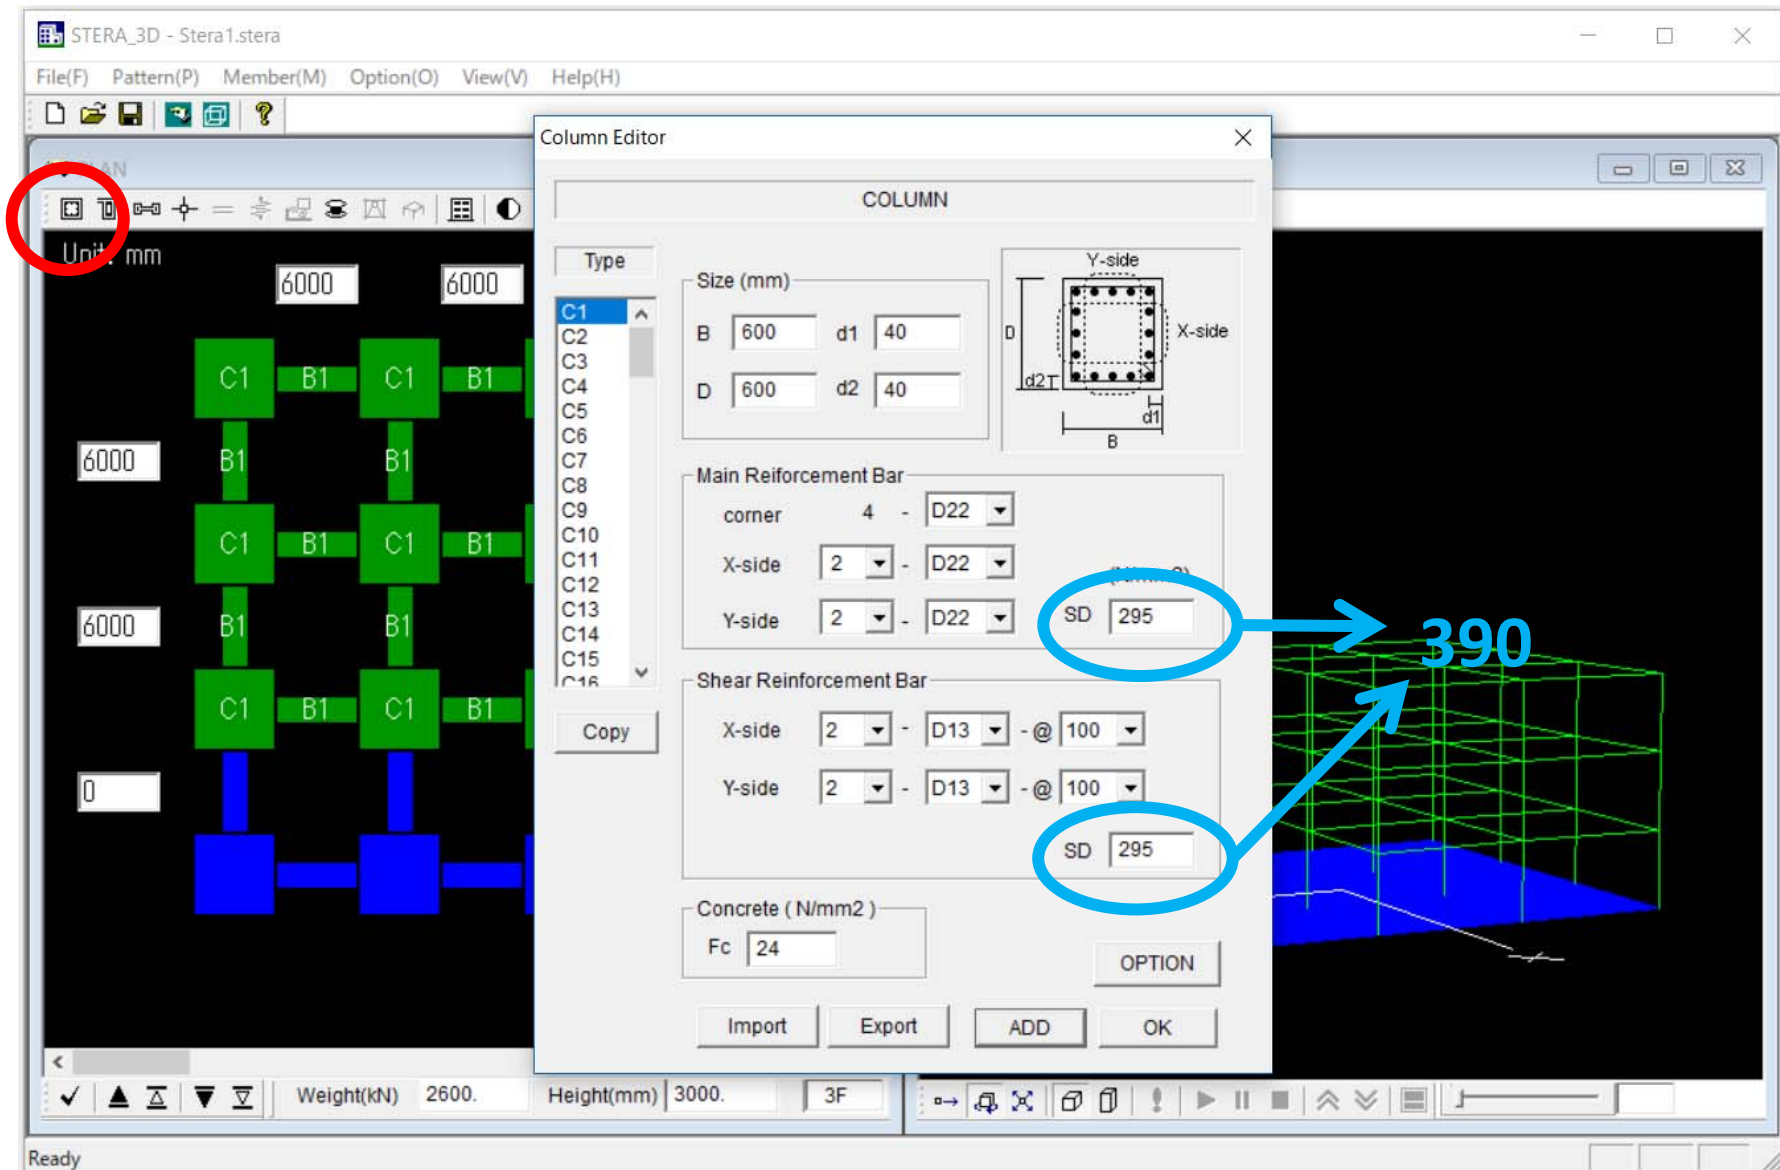 STERA_3D - Stera1.stera
File(F) Pattern(P) Member(M) Option(O) View(V) Help(H)
Unit: mm
6000 6000
C1 B1 C1 B1
6000 B1 B1
C1 B1 C1 B1
6000 B1 B1
C1 B1 C1 B1
0
Weight(kN) 2600. Height(mm) 3000. 3F
Ready
Column Editor
COLUMN
Type
C1
C2
C3
C4
C5
C6
C7
C8
C9
C10
C11
C12
C13
C14
C15
C16
Copy
Size (mm)
B 600 d1 40
D 600 d2 40
Y-side
D X-side
d2
d1
B
Main Reiforcement Bar
corner 4 - D22
X-side 2 - D22
(N/mm2)
Y-side 2 - D22 SD 295
390
Shear Reinforcement Bar
X-side 2 - D13 - @ 100
Y-side 2 - D13 - @ 100
SD 295
Concrete ( N/mm2 )
Fc 24
OPTION
Import Export ADD OK